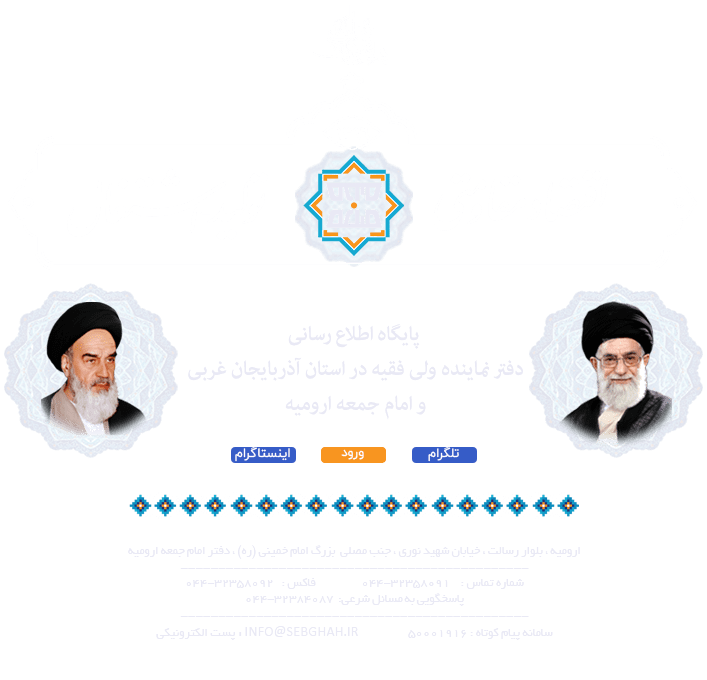 پایگاه اطلاع رسانی
دفتر نماینده ولی فقیه در استان آذربایجان غربی
و امام جمعه ارومیه
تلگرام ورود اینستاگرام
ارومیه ، بلوار رسالت ، خیابان شهید نوری ، جنب مصلی بزرگ امام خمینی (ره) ، دفتر امام جمعه ارومیه
شماره تماس : ۰۴۴-۳۲۳۵۸۰۹۱ فاکس : ۰۴۴-۳۲۳۵۸۰۹۲
پاسخگویی به مسائل شرعی: ۰۴۴-۳۲۳۸۴۰۸۷
سامانه پیام کوتاه : ۵۰۰۰۱۹۱۶ INFO@SEBGHAH.IR ، پست الکترونیکی